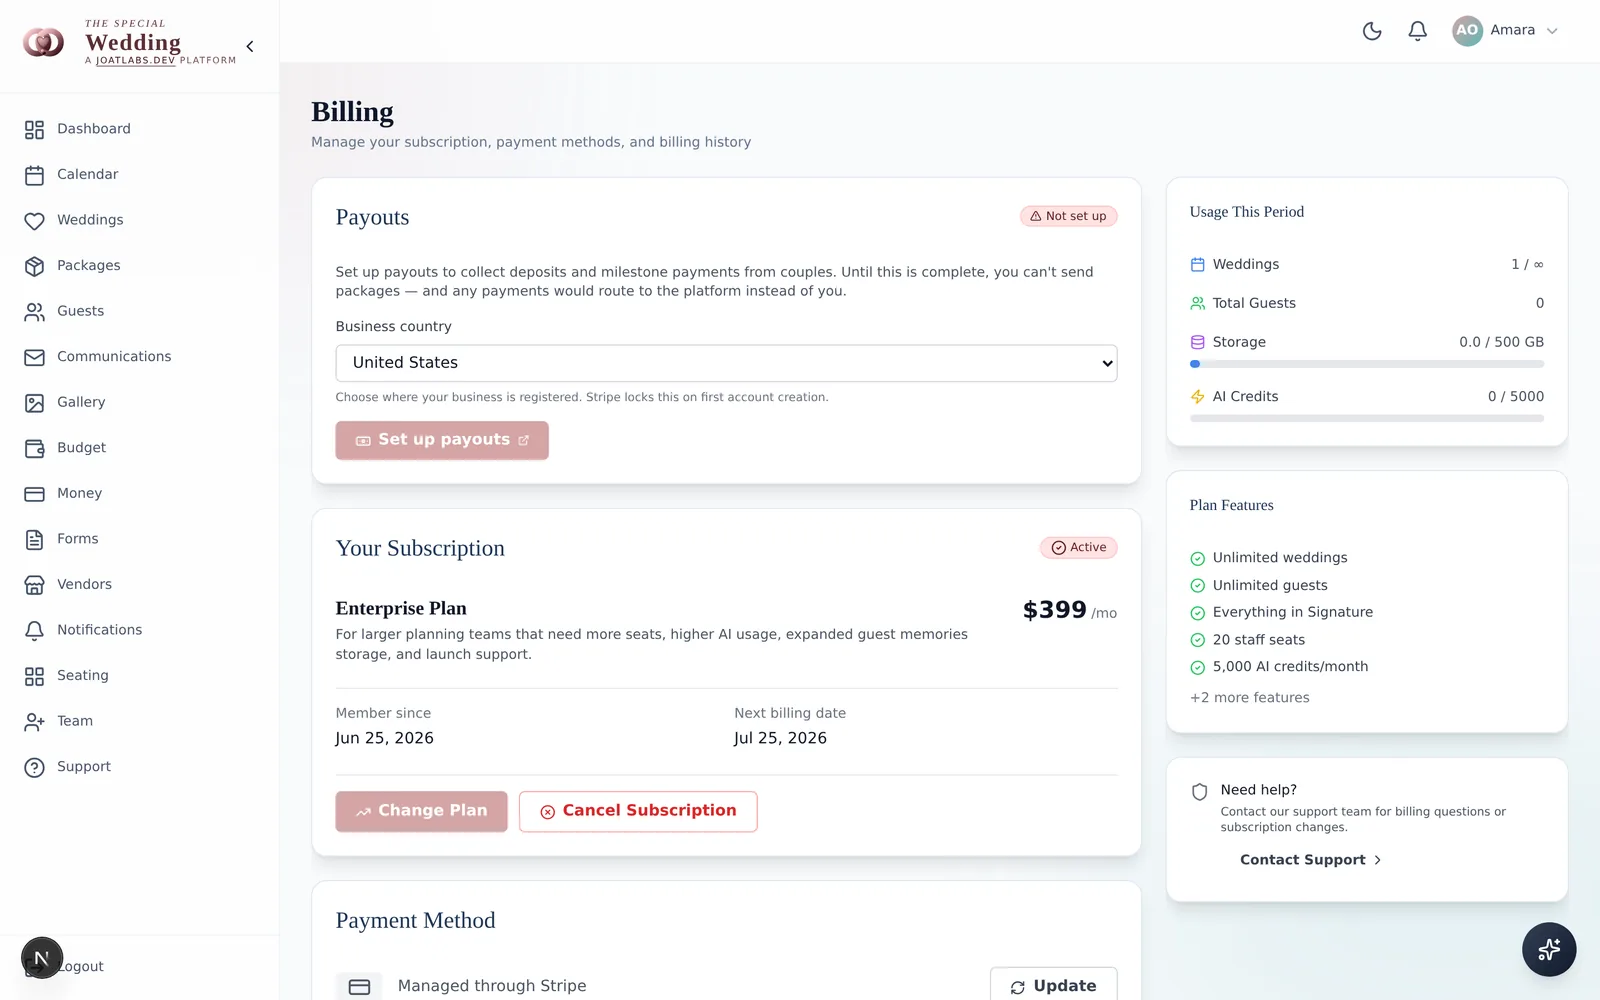 THE SPECIAL
Wedding
A JOATLABS.DEV PLATFORM
Dashboard
Calendar
Weddings
Packages
Guests
Communications
Gallery
Budget
Money
Forms
Vendors
Notifications
Seating
Team
Support
N
Logout
AO
Amara
Billing
Manage your subscription, payment methods, and billing history
Payouts
Not set up
Set up payouts to collect deposits and milestone payments from couples. Until this is complete, you can't send
packages — and any payments would route to the platform instead of you.
Business country
United States
Choose where your business is registered. Stripe locks this on first account creation.
Set up payouts
Your Subscription
Active
Enterprise Plan
$399 /mo
For larger planning teams that need more seats, higher AI usage, expanded guest memories
storage, and launch support.
Member since
Jun 25, 2026
Next billing date
Jul 25, 2026
Change Plan
Cancel Subscription
Payment Method
Managed through Stripe
Update
Usage This Period
Weddings
1 / ∞
Total Guests
0
Storage
0.0 / 500 GB
AI Credits
0 / 5000
Plan Features
Unlimited weddings
Unlimited guests
Everything in Signature
20 staff seats
5,000 AI credits/month
+2 more features
Need help?
Contact our support team for billing questions or
subscription changes.
Contact Support